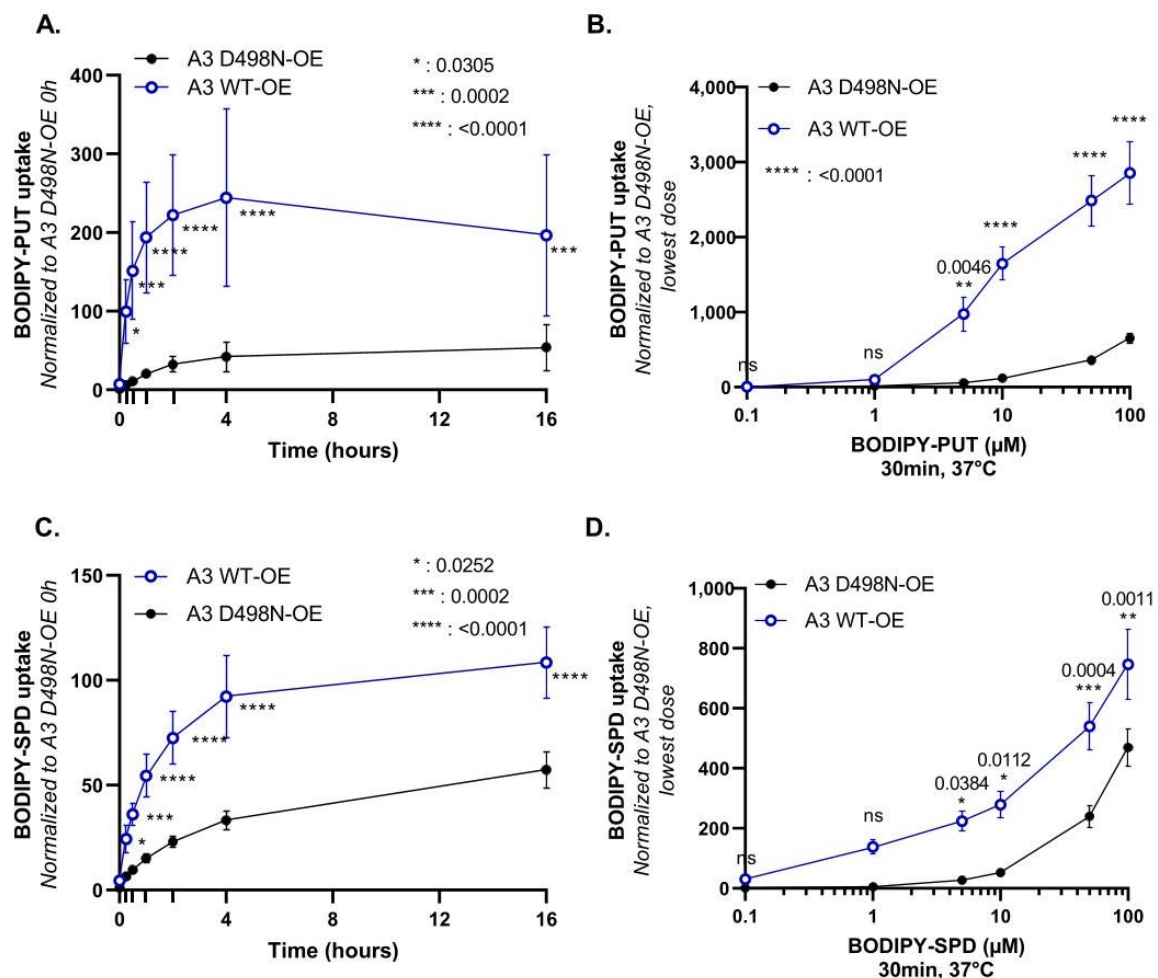 A.
A3 D498N-OE
A3 WT-OE
* : 0.0305
*** : 0.0002
**** : <0.0001
BODIPY-PUT uptake
Normalized to A3 D498N-OE 0h
400
300
200
100
0
*
***
****
****
****
***
0 4 8 12 16
Time (hours)
B.
A3 D498N-OE
A3 WT-OE
**** : <0.0001
BODIPY-PUT uptake
Normalized to A3 D498N-OE,
lowest dose
4,000
3,000
2,000
1,000
0
ns
ns
0.0046
**
****
****
****
0.1 1 10 100
BODIPY-PUT (µM)
30min, 37°C
C.
A3 WT-OE
A3 D498N-OE
* : 0.0252
*** : 0.0002
**** : <0.0001
BODIPY-SPD uptake
Normalized to A3 D498N-OE 0h
150
100
50
0
*
***
****
****
****
****
0 4 8 12 16
Time (hours)
D.
A3 D498N-OE
A3 WT-OE
BODIPY-SPD uptake
Normalized to A3 D498N-OE,
lowest dose
1,000
800
600
400
200
0
ns
ns
0.0384
*
0.0112
*
0.0004
***
0.0011
**
0.1 1 10 100
BODIPY-SPD (µM)
30min, 37°C